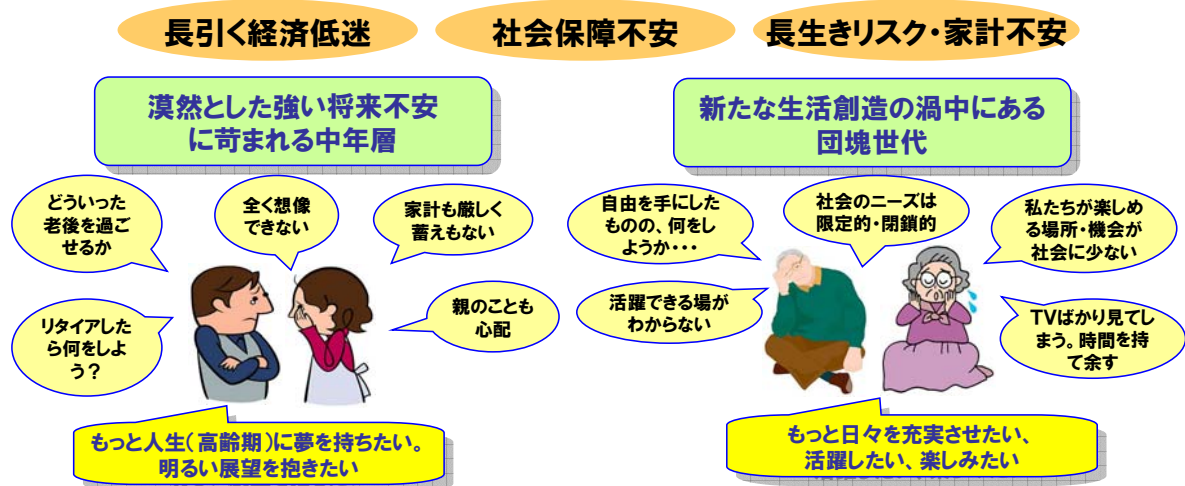 長引く経済低迷
社会保障不安
長生きリスク・家計不安
漠然とした強い将来不安
に苛まれる中年層
どういった
老後を過ご
せるか
全く想像
できない
家計も厳しく
蓄えもない
リタイアした
ら何をしよ
う?
親のことも
心配
もっと人生(高齢期)に夢を持ちたい。
明るい展望を抱きたい
新たな生活創造の渦中にある
団塊世代
自由を手にした
ものの、何をし
ようか・・・
社会のニーズは
限定的・閉鎖的
私たちが楽しめ
る場所・機会が
社会に少ない
活躍できる場が
わからない
TVばかり見てし
まう。時間を持
て余す
もっと日々を充実させたい、
活躍したい、楽しみたい